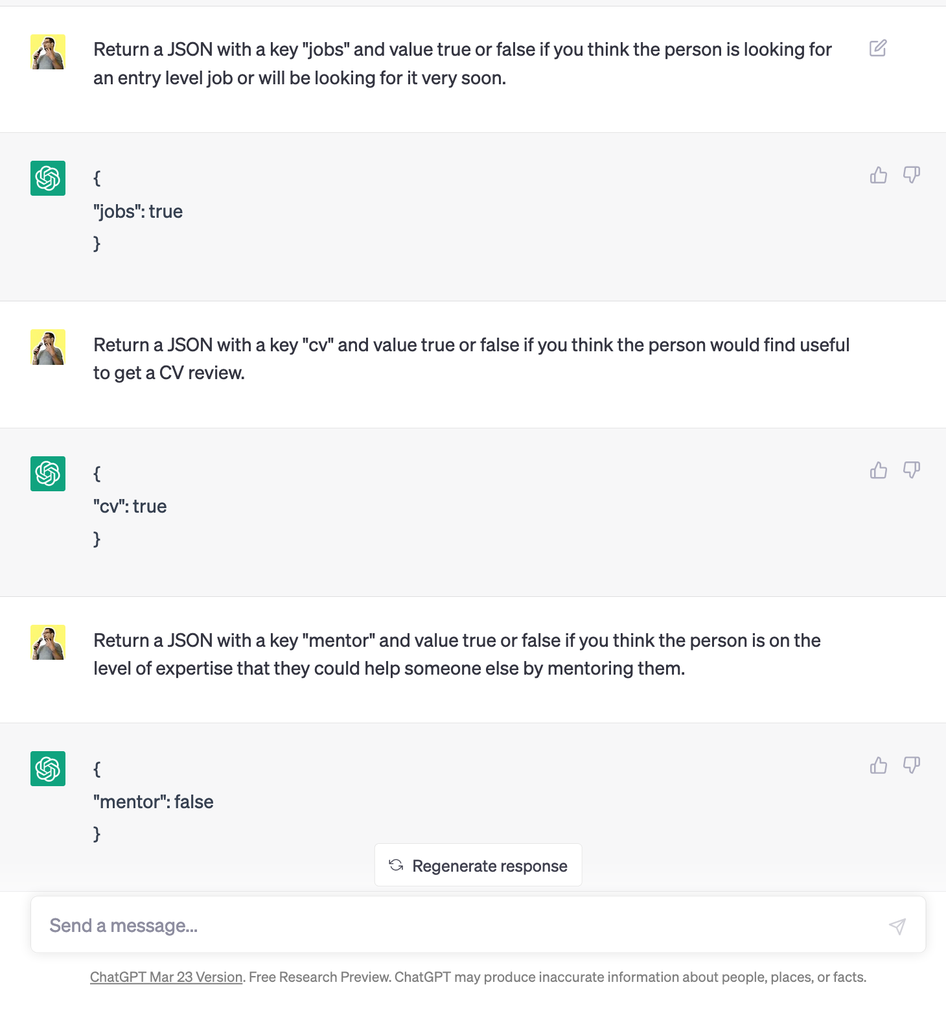 Return a JSON with a key "jobs" and value true or false if you think the person is looking for
an entry level job or will be looking for it very soon.
{
"jobs": true
}
Return a JSON with a key "cv" and value true or false if you think the person would find useful
to get a CV review.
{
"cv": true
}
Return a JSON with a key "mentor" and value true or false if you think the person is on the
level of expertise that they could help someone else by mentoring them.
{
"mentor": false
}
Regenerate response
Send a message...
ChatGPT Mar 23 Version. Free Research Preview. ChatGPT may produce inaccurate information about people, places, or facts.